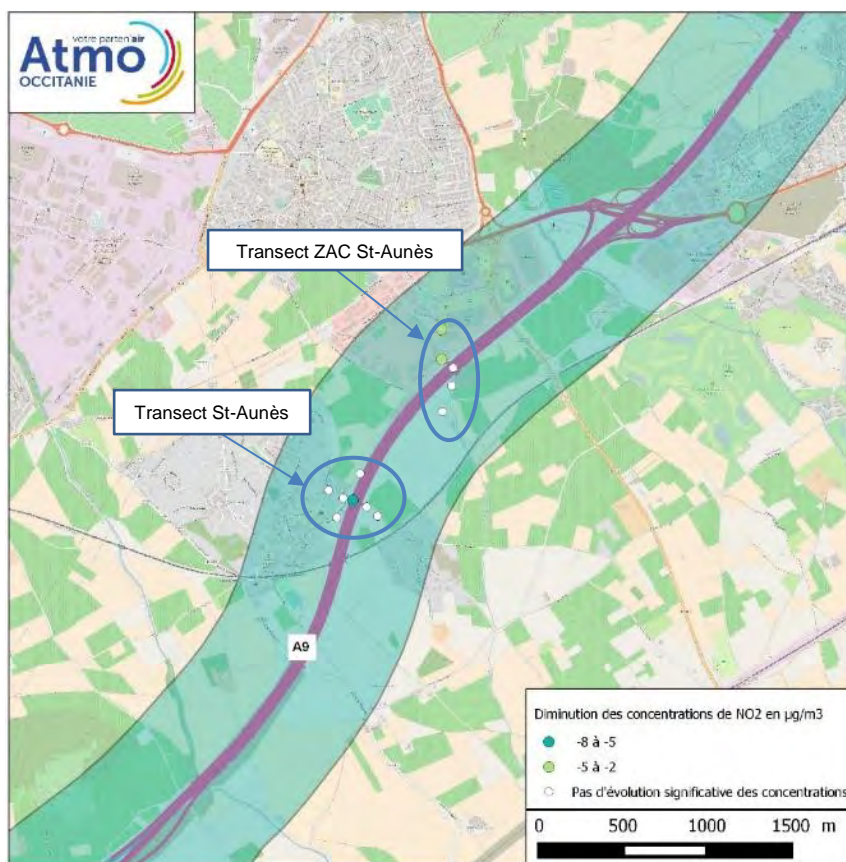 votre parten'air
Atmo
OCCITANIE
Transect ZAC St-Aunès
Transect St-Aunès
A9
Diminution des concentrations de NO2 en µg/m3
-8 à -5
-5 à -2
Pas d'évolution significative des concentrations
0 500 1000 1500 m